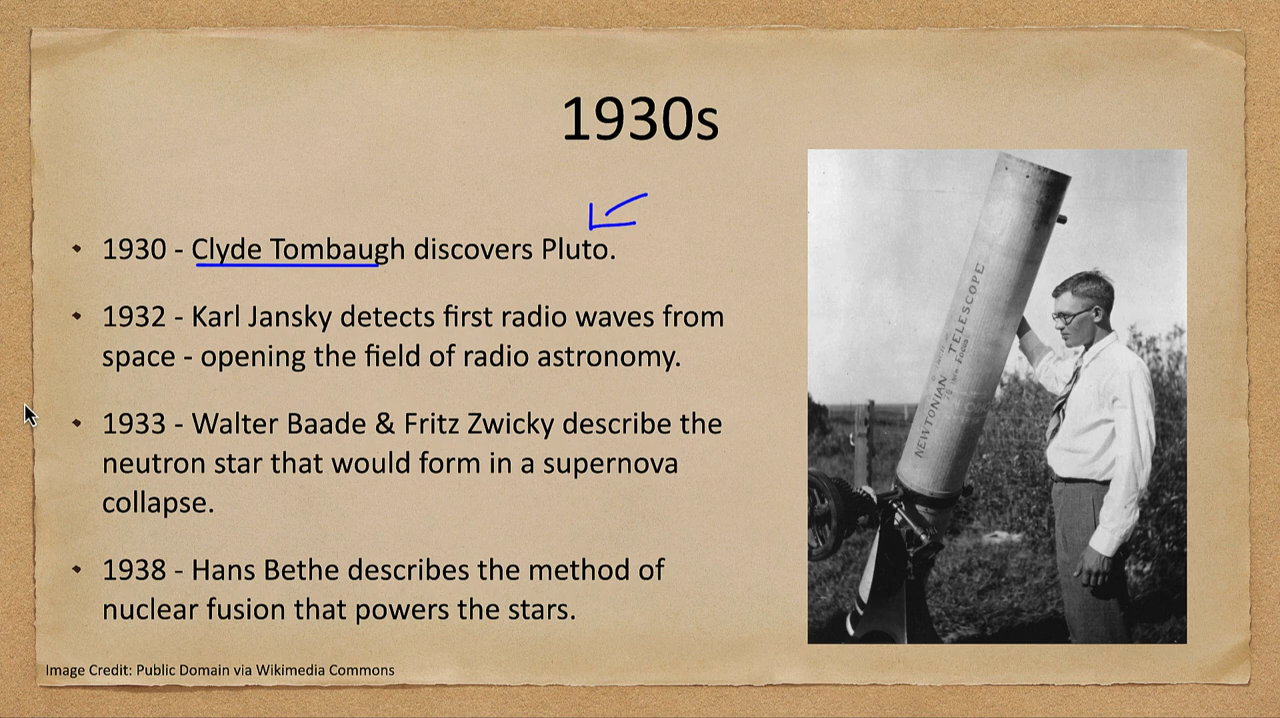 1930s
• 1930 - Clyde Tombaugh discovers Pluto.
• 1932 - Karl Jansky detects first radio waves from
space - opening the field of radio astronomy.
• 1933 - Walter Baade & Fritz Zwicky describe the
neutron star that would form in a supernova
collapse.
• 1938 - Hans Bethe describes the method of
nuclear fusion that powers the stars.
NEWTONIAN TELESCOPE
Image Credit: Public Domain via Wikimedia Commons